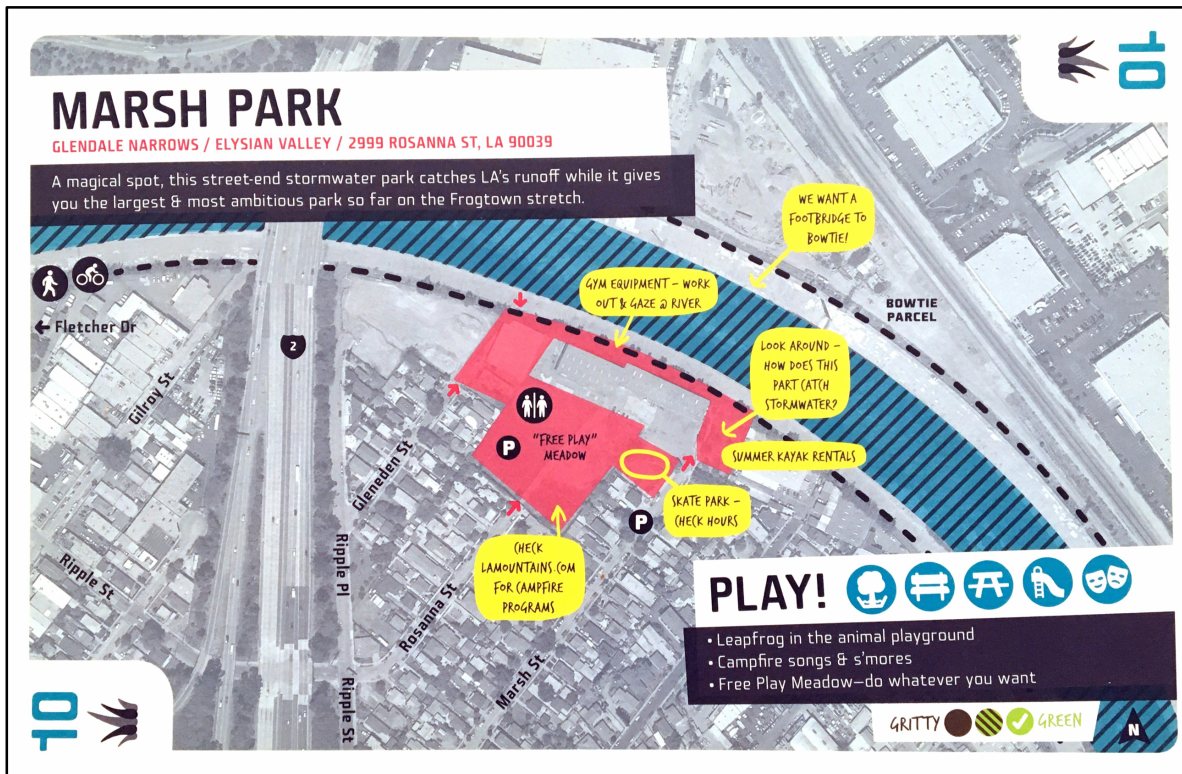 10
MARSH PARK
GLENDALE NARROWS / ELYSIAN VALLEY / 2999 ROSANNA ST, LA 90039
A magical spot, this street-end stormwater park catches LA's runoff while it gives
you the largest & most ambitious park so far on the Frogtown stretch.
WE WANT A
FOOTBRIDGE TO
BOWTIE!
GYM EQUIPMENT – WORK
OUT & GAZE @ RIVER
BOWTIE
PARCEL
← Fletcher Dr
2
LOOK AROUND –
HOW DOES THIS
PART CATCH
STORMWATER?
Gilroy St
P
"FREE PLAY"
MEADOW
SUMMER KAYAK RENTALS
Gleneden St
SKATE PARK –
CHECK HOURS
P
CHECK
LAMOUNTAINS.COM
FOR CAMPFIRE
PROGRAMS
Ripple St
Ripple Pl
Rosanna St
Marsh St
Ripple St
PLAY!
• Leapfrog in the animal playground
• Campfire songs & s'mores
• Free Play Meadow—do whatever you want
GRITTY GREEN
N
10